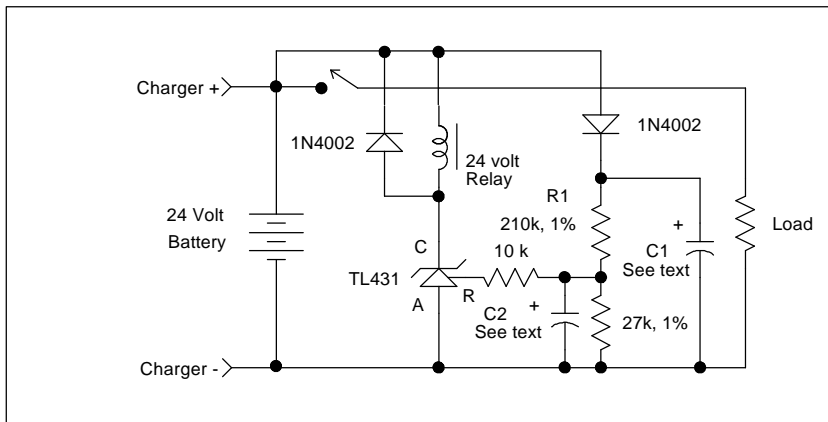 Charger +
1N4002
1N4002
24 volt
Relay
R1
210k, 1%
24 Volt
Battery
C
10 k
TL431
A
R
+
C2
See text
27k, 1%
+
C1
See text
Load
Charger -